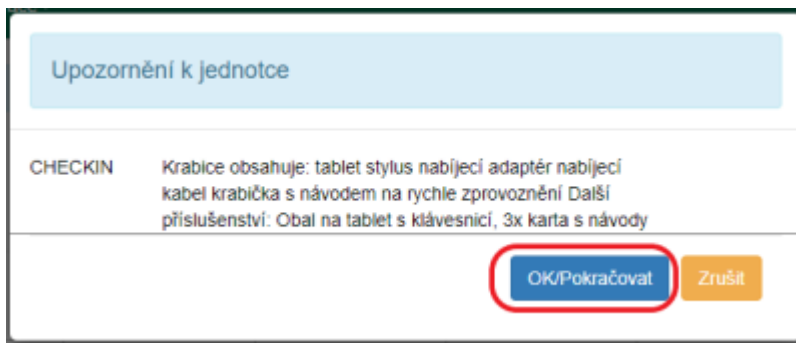 Upozornění k jednotce
CHECKIN Krabice obsahuje: tablet stylus nabíjecí adaptér nabíjecí
kabel krabička s návodem na rychle zprovoznění Další
příslušenství: Obal na tablet s klávesnicí, 3x karta s návody
OK/Pokračovat Zrušit